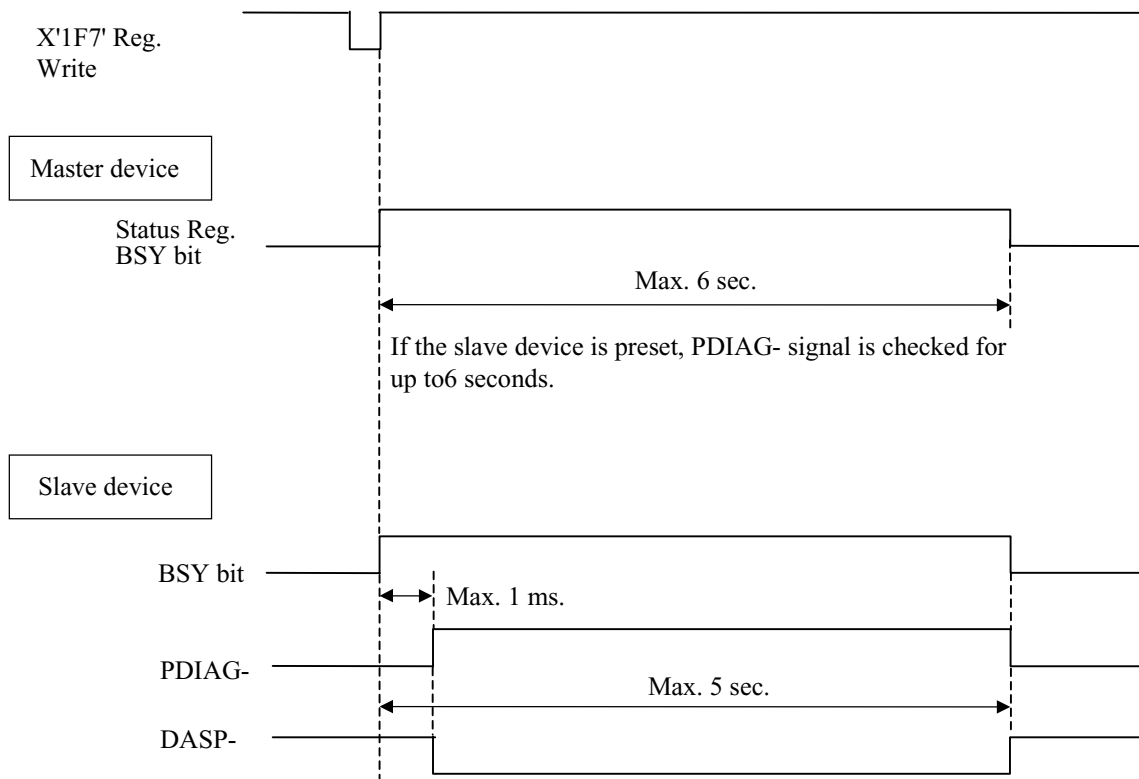 X'1F7' Reg.
Write
Master device
Status Reg.
BSY bit
Max. 6 sec.
If the slave device is preset, PDIAG- signal is checked for
up to6 seconds.
Slave device
BSY bit
Max. 1 ms.
PDIAG-
Max. 5 sec.
DASP-